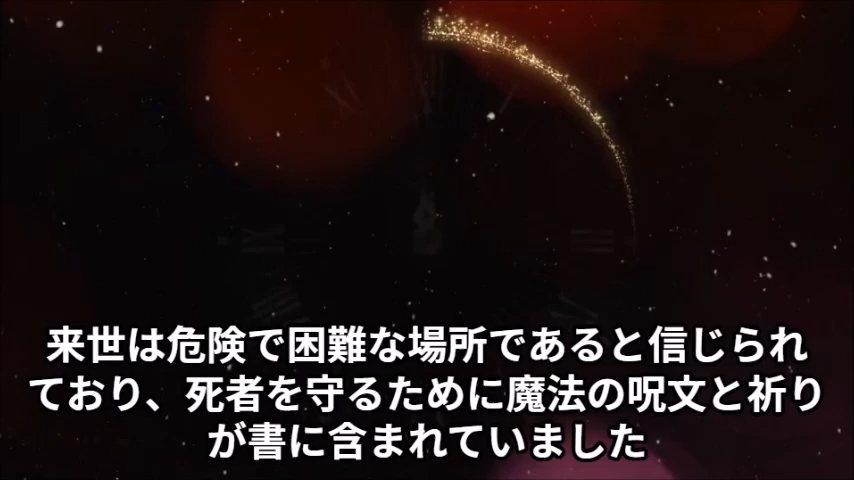 来世は危険で困難な場所であると信じられ
ており、死者を守るために魔法の呪文と祈り
が書に含まれていました